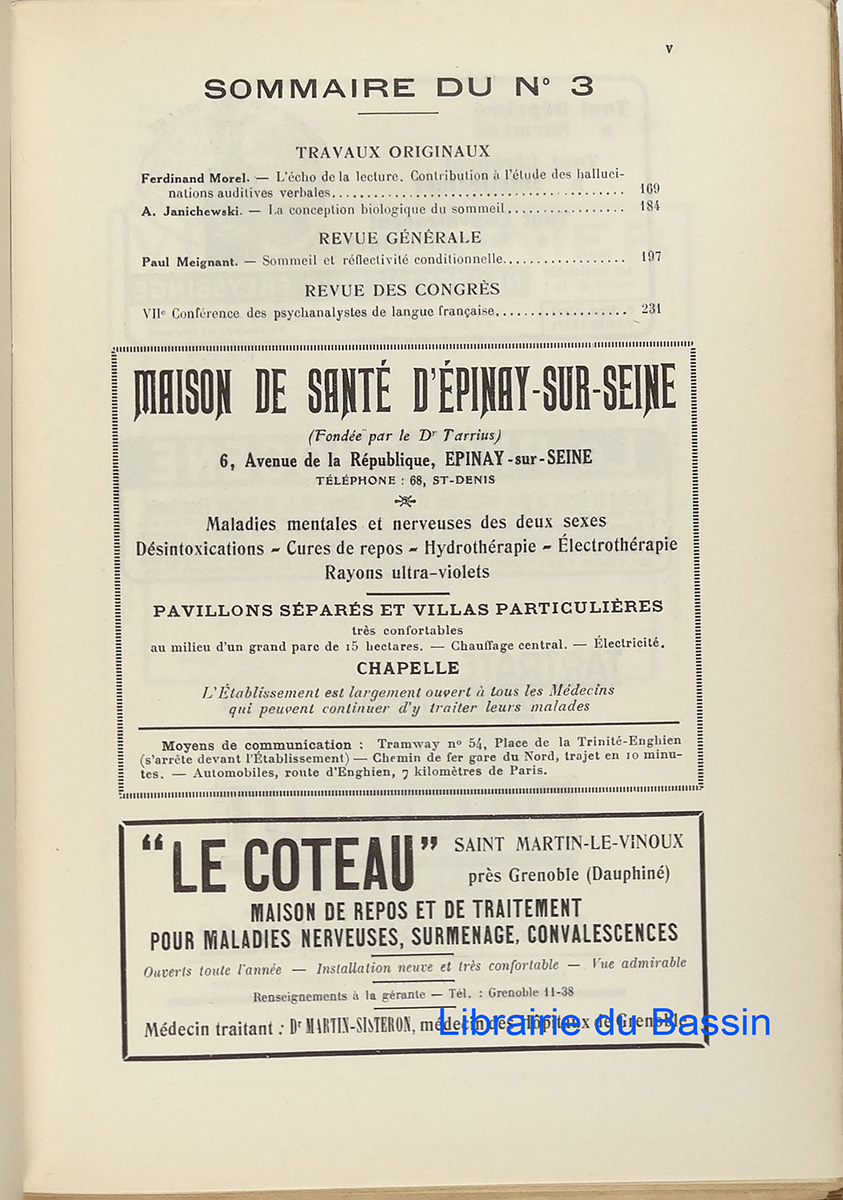 V
SOMMAIRE DU Nº 3
TRAVAUX ORIGINAUX
Ferdinand Morel. — L'écho de la lecture. Contribution à l'étude des halluci-
nations auditives verbales........................................ 169
A. Janichewski. — La conception biologique du sommeil................. 184
REVUE GÉNÉRALE
Paul Meignant. — Sommeil et réflectivité conditionnelle.................. 197
REVUE DES CONGRÈS
VIIe Conférence des psychanalystes de langue française................... 231
MAISON DE SANTÉ D'ÉPINAY-SUR-SEINE
(Fondée par le Dr Tarrius)
6, Avenue de la République, EPINAY-sur-SEINE
TÉLÉPHONE : 68, ST-DENIS
Maladies mentales et nerveuses des deux sexes
Désintoxications - Cures de repos - Hydrothérapie - Électrothérapie
Rayons ultra-violets
PAVILLONS SÉPARÉS ET VILLAS PARTICULIÈRES
très confortables
au milieu d'un grand parc de 15 hectares. — Chauffage central. — Électricité.
CHAPELLE
L'Établissement est largement ouvert à tous les Médecins
qui peuvent continuer d'y traiter leurs malades
Moyens de communication : Tramway nº 54, Place de la Trinité-Enghien
(s'arrête devant l'Établissement) — Chemin de fer gare du Nord, trajet en 10 minu-
tes. — Automobiles, route d'Enghien, 7 kilomètres de Paris.
"LE COTEAU" SAINT MARTIN-LE-VINOUX
près Grenoble (Dauphiné)
MAISON DE REPOS ET DE TRAITEMENT
POUR MALADIES NERVEUSES, SURMENAGE, CONVALESCENCES
Ouverts toute l'année — Installation neuve et très confortable — Vue admirable
Renseignements à la gérante — Tél. : Grenoble 11-38
Médecin traitant : Dr MARTIN-SISTERON, médecin des Hôpitaux de Grenoble
Librairie du Bassin